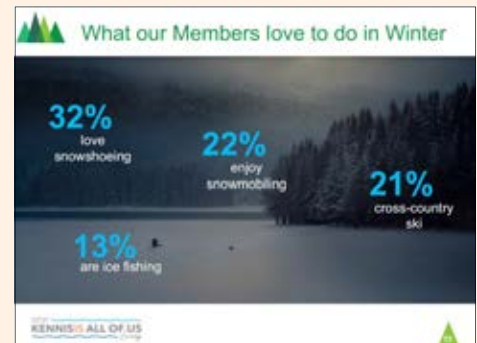 What our Members love to do in Winter
32%
love
snowshoeing
22%
enjoy
snowmobiling
21%
cross-country
ski
13%
are ice fishing
KENNISIS ALL OF US